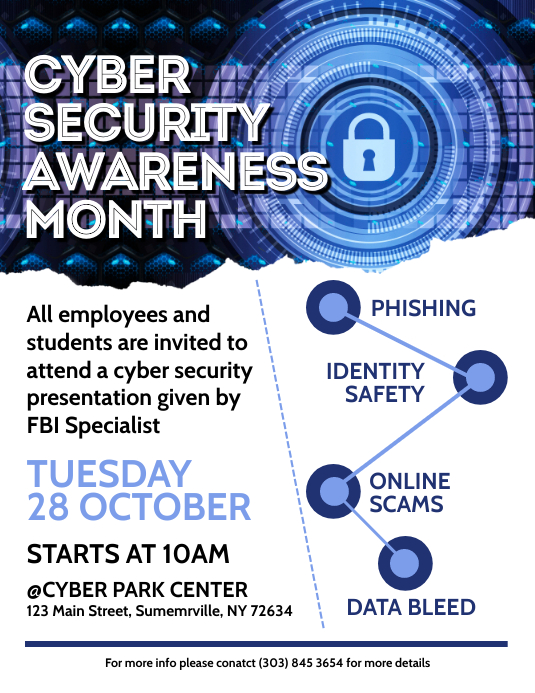 CYBER
SECURITY
AWARENESS
MONTH
All employees and
students are invited to
attend a cyber security
presentation given by
FBI Specialist
TUESDAY
28 OCTOBER
STARTS AT 10AM
@CYBER PARK CENTER
123 Main Street, Sumemrville, NY 72634
PHISHING
IDENTITY
SAFETY
ONLINE
SCAMS
DATA BLEED
For more info please conatct (303) 845 3654 for more details